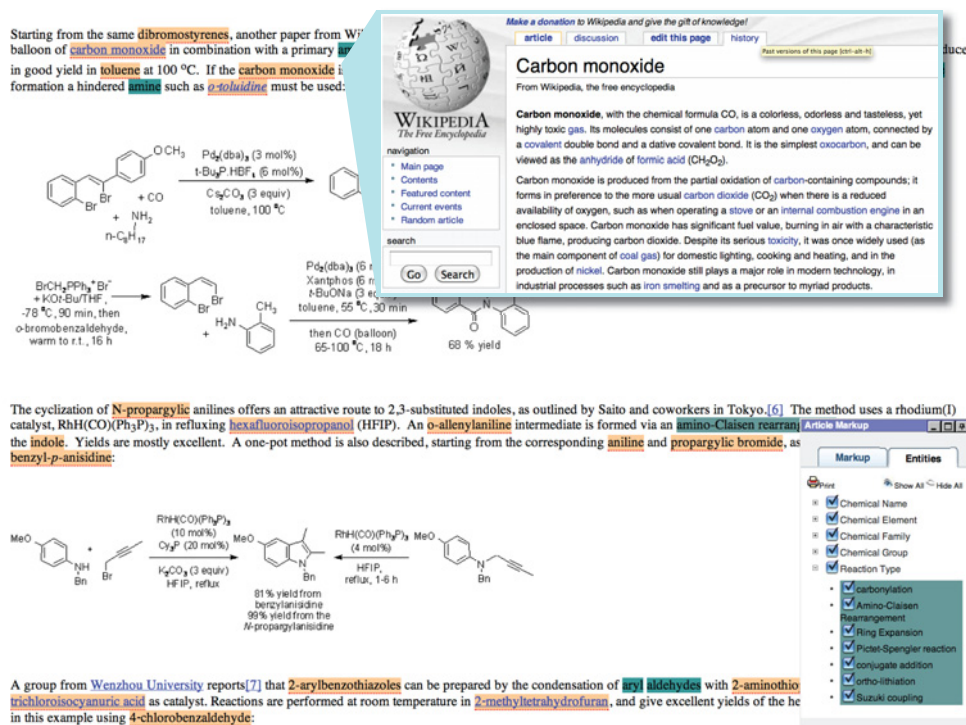 Starting from the same dibromostyrenes, another paper from Wi
balloon of carbon monoxide in combination with a primary am
in good yield in toluene at 100 °C. If the carbon monoxide i
formation a hindered amine such as o-toluidine must be used:
duce
Make a donation to Wikipedia and give the gift of knowledge!
article discussion edit this page history
Past versions of this page [ctrl-alt-h]
WIKIPEDIA
The Free Encyclopedia
navigation
Main page
Contents
Featured content
Current events
Random article
search
Go Search
Carbon monoxide
From Wikipedia, the free encyclopedia
Carbon monoxide, with the chemical formula CO, is a colorless, odorless and tasteless, yet
highly toxic gas. Its molecules consist of one carbon atom and one oxygen atom, connected by
a covalent double bond and a dative covalent bond. It is the simplest oxocarbon, and can be
viewed as the anhydride of formic acid (CH₂O₂).
Carbon monoxide is produced from the partial oxidation of carbon-containing compounds; it
forms in preference to the more usual carbon dioxide (CO₂) when there is a reduced
availability of oxygen, such as when operating a stove or an internal combustion engine in an
enclosed space. Carbon monoxide has significant fuel value, burning in air with a characteristic
blue flame, producing carbon dioxide. Despite its serious toxicity, it was once widely used (as
the main component of coal gas) for domestic lighting, cooking and heating, and in the
production of nickel. Carbon monoxide still plays a major role in modern technology, in
industrial processes such as iron smelting and as a precursor to myriad products.
OCH₃
Br
Br
+ CO
+ NH₂
n-C₈H₁₇
Pd₂(dba)₃ (3 mol%)
t-Bu₃P.HBF₄ (6 mol%)
Cs₂CO₃ (3 equiv)
toluene, 100 °C
BrCH₂PPh₃⁺Br⁻
+ KOt-Bu/THF,
-78 °C, 90 min, then
o-bromobenzaldehyde,
warm to r.t., 16 h
Br
Br
CH₃
+ H₂N
Pd₂(dba)₃ (6 m
Xantphos (6 m
t-BuONa (3 eq
toluene, 55 °C, 30 min
then CO (balloon)
65-100 °C, 18 h
N
O
68 % yield
The cyclization of N-propargylic anilines offers an attractive route to 2,3-substituted indoles, as outlined by Saito and coworkers in Tokyo.[6] The method uses a rhodium(I)
catalyst, RhH(CO)(Ph₃P)₃, in refluxing hexafluoroisopropanol (HFIP). An o-allenylaniline intermediate is formed via an amino-Claisen rearran
the indole. Yields are mostly excellent. A one-pot method is also described, starting from the corresponding aniline and propargylic bromide, as
benzyl-p-anisidine:
MeO
NH
Bn
+
Br
RhH(CO)(Ph₃P)₃
(10 mol%)
Cy₃P (20 mol%)
K₂CO₃ (3 equiv)
HFIP, reflux
MeO
N
Bn
81% yield from
benzylanisidine
99% yield from the
N-propargylanisidine
RhH(CO)(Ph₃P)₃
(4 mol%)
HFIP,
reflux, 1-6 h
MeO
N
Bn
Article Markup
Markup Entities
Print Show All Hide All
Chemical Name
Chemical Element
Chemical Family
Chemical Group
Reaction Type
carbonylation
Amino-Claisen
Rearrangement
Ring Expansion
Pictet-Spengler reaction
conjugate addition
ortho-lithiation
Suzuki coupling
A group from Wenzhou University reports[7] that 2-arylbenzothiazoles can be prepared by the condensation of aryl aldehydes with 2-aminothio
trichloroisocyanuric acid as catalyst. Reactions are performed at room temperature in 2-methyltetrahydrofuran, and give excellent yields of the he
in this example using 4-chlorobenzaldehyde: